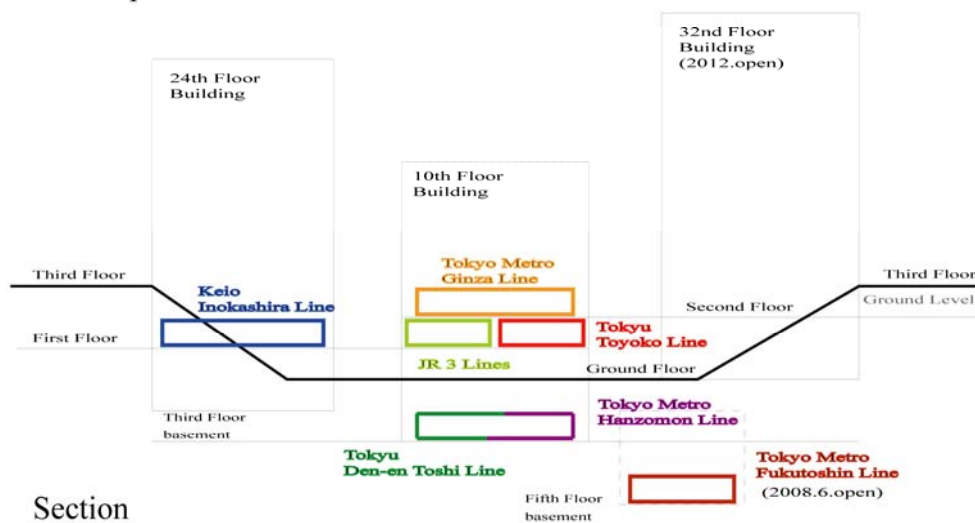 32nd Floor
Building
(2012.open)
24th Floor
Building
10th Floor
Building
Third Floor
Tokyo Metro
Ginza Line
Third Floor
Keio
Inokashira Line
Second Floor
Ground Level
First Floor
Tokyu
Toyoko Line
JR 3 Lines
Ground Floor
Third Floor
basement
Tokyo Metro
Hanzomon Line
Tokyu
Den-en Toshi Line
Tokyo Metro
Fukutoshin Line
(2008.6.open)
Fifth Floor
basement
Section